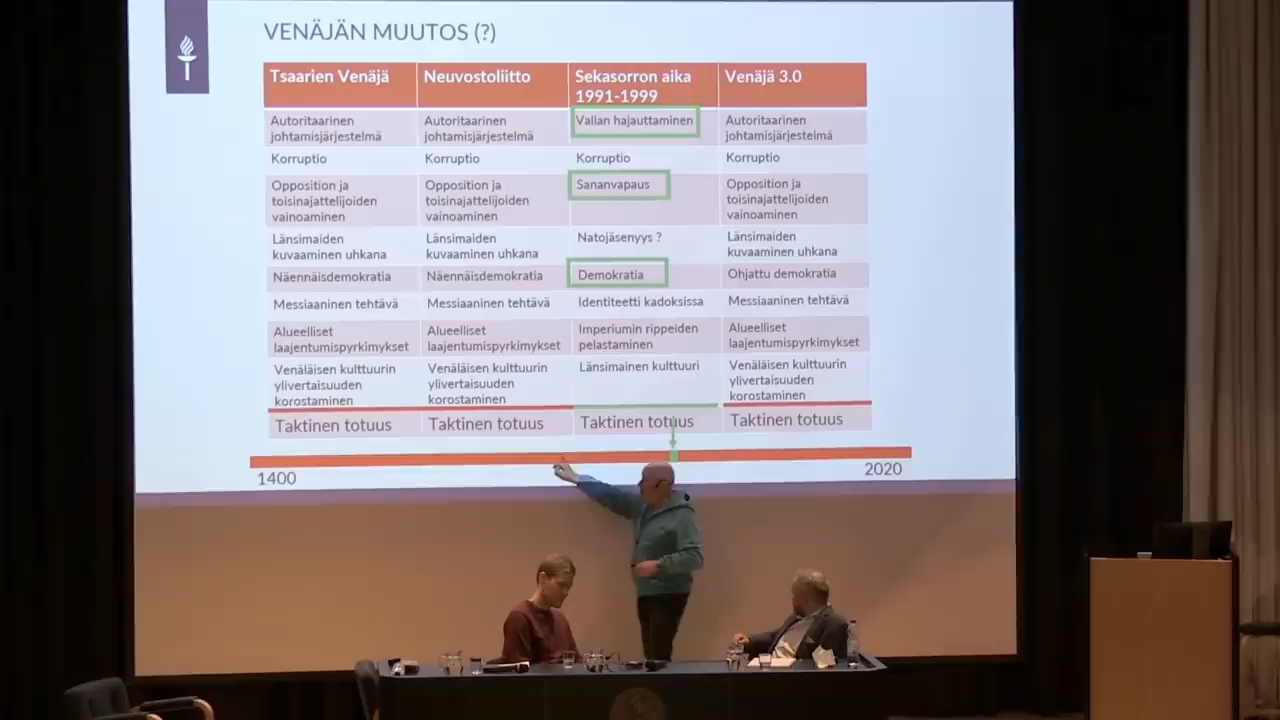 VENÄJÄN MUUTOS (?)
Tsaarien Venäjä
Neuvostoliitto
Sekasorron aika
1991-1999
Venäjä 3.0
Autoritaarinen
johtamisjärjestelmä
Autoritaarinen
johtamisjärjestelmä
Vallan hajauttaminen
Autoritaarinen
johtamisjärjestelmä
Korruptio
Korruptio
Korruptio
Korruptio
Opposition ja
toisinajattelijoiden
vainoaminen
Opposition ja
toisinajattelijoiden
vainoaminen
Sananvapaus
Opposition ja
toisinajattelijoiden
vainoaminen
Länsimaiden
kuvaaminen uhkana
Länsimaiden
kuvaaminen uhkana
Natojäsenyys ?
Länsimaiden
kuvaaminen uhkana
Näennäisdemokratia
Näennäisdemokratia
Demokratia
Ohjattu demokratia
Messiaaninen tehtävä
Messiaaninen tehtävä
Identiteetti kadoksissa
Messiaaninen tehtävä
Alueelliset
laajentumispyrkimykset
Alueelliset
laajentumispyrkimykset
Imperiumin rippeiden
pelastaminen
Alueelliset
laajentumispyrkimykset
Venäläisen kulttuurin
ylivertaisuuden
korostaminen
Venäläisen kulttuurin
ylivertaisuuden
korostaminen
Länsimainen kulttuuri
Venäläisen kulttuurin
ylivertaisuuden
korostaminen
Taktinen totuus
Taktinen totuus
Taktinen totuus
Taktinen totuus
1400
2020